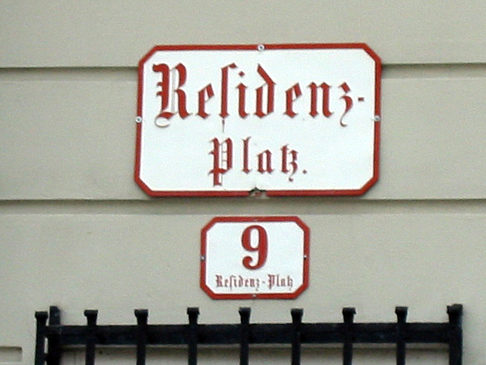 Reſidenz-
Platz.
9
Reſidenz-Platz